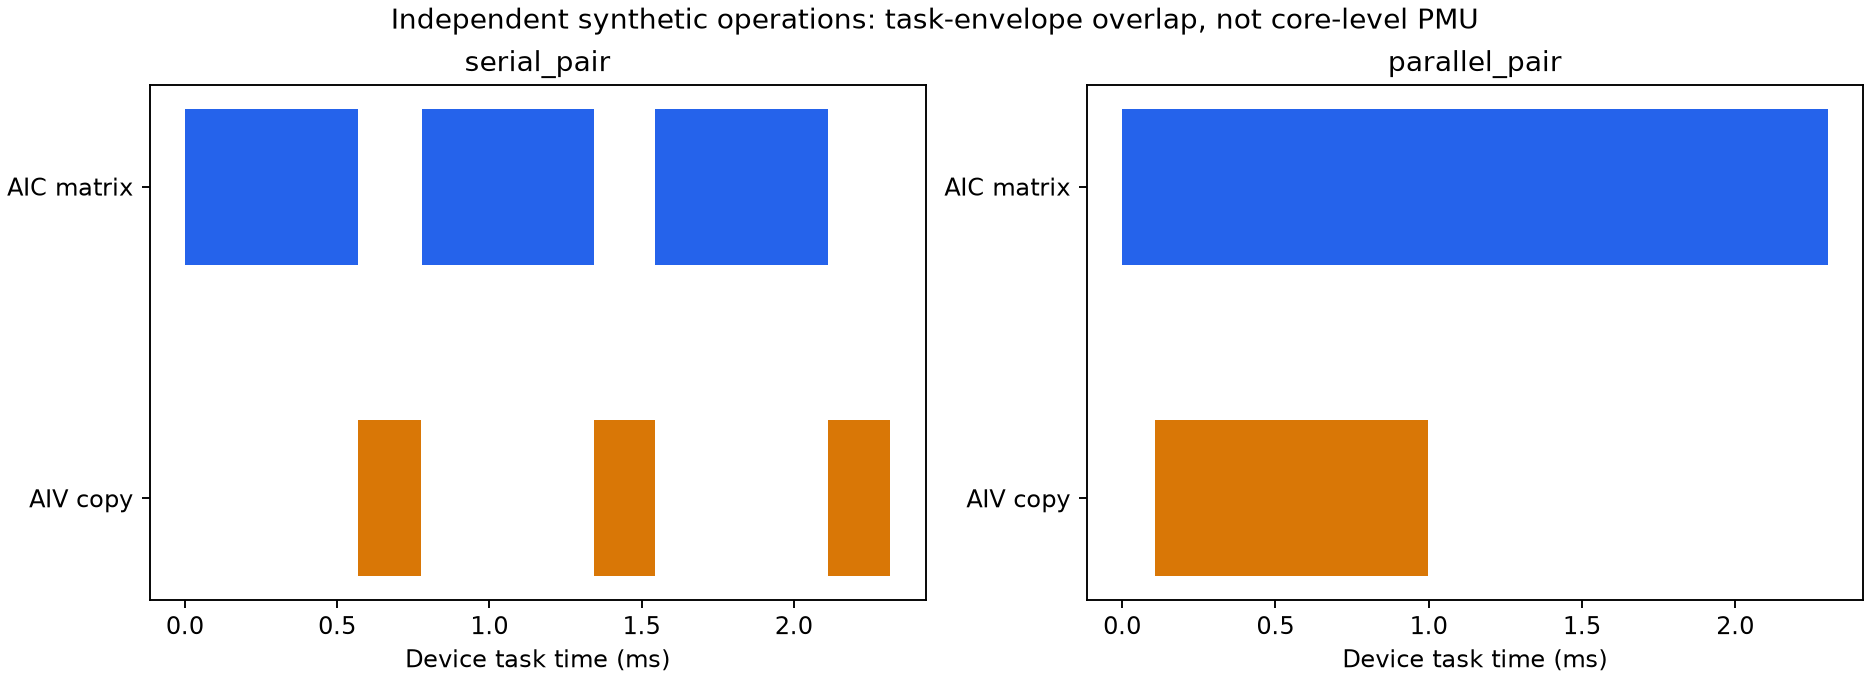 Independent synthetic operations: task-envelope overlap, not core-level PMU
serial_pair
AIC matrix
AIV copy
0.0 0.5 1.0 1.5 2.0
Device task time (ms)
parallel_pair
AIC matrix
AIV copy
0.0 0.5 1.0 1.5 2.0
Device task time (ms)